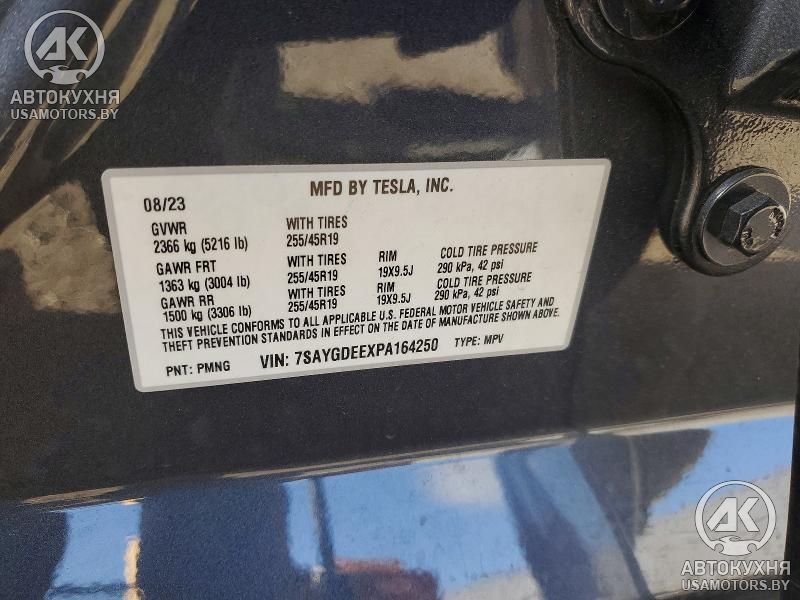 AK
АВТОКУХНЯ
USAMOTORS.BY
MFD BY TESLA, INC.
08/23
GVWR WITH TIRES
2366 kg (5216 lb) 255/45R19
GAWR FRT WITH TIRES RIM COLD TIRE PRESSURE
1363 kg (3004 lb) 255/45R19 19X9.5J 290 kPa, 42 psi
GAWR RR WITH TIRES RIM COLD TIRE PRESSURE
1500 kg (3306 lb) 255/45R19 19X9.5J 290 kPa, 42 psi
THIS VEHICLE CONFORMS TO ALL APPLICABLE U.S. FEDERAL MOTOR VEHICLE SAFETY AND
THEFT PREVENTION STANDARDS IN EFFECT ON THE DATE OF MANUFACTURE SHOWN ABOVE.
PNT: PMNG VIN: 7SAYGDEEXPA164250 TYPE: MPV
AK
АВТОКУХНЯ
USAMOTORS.BY